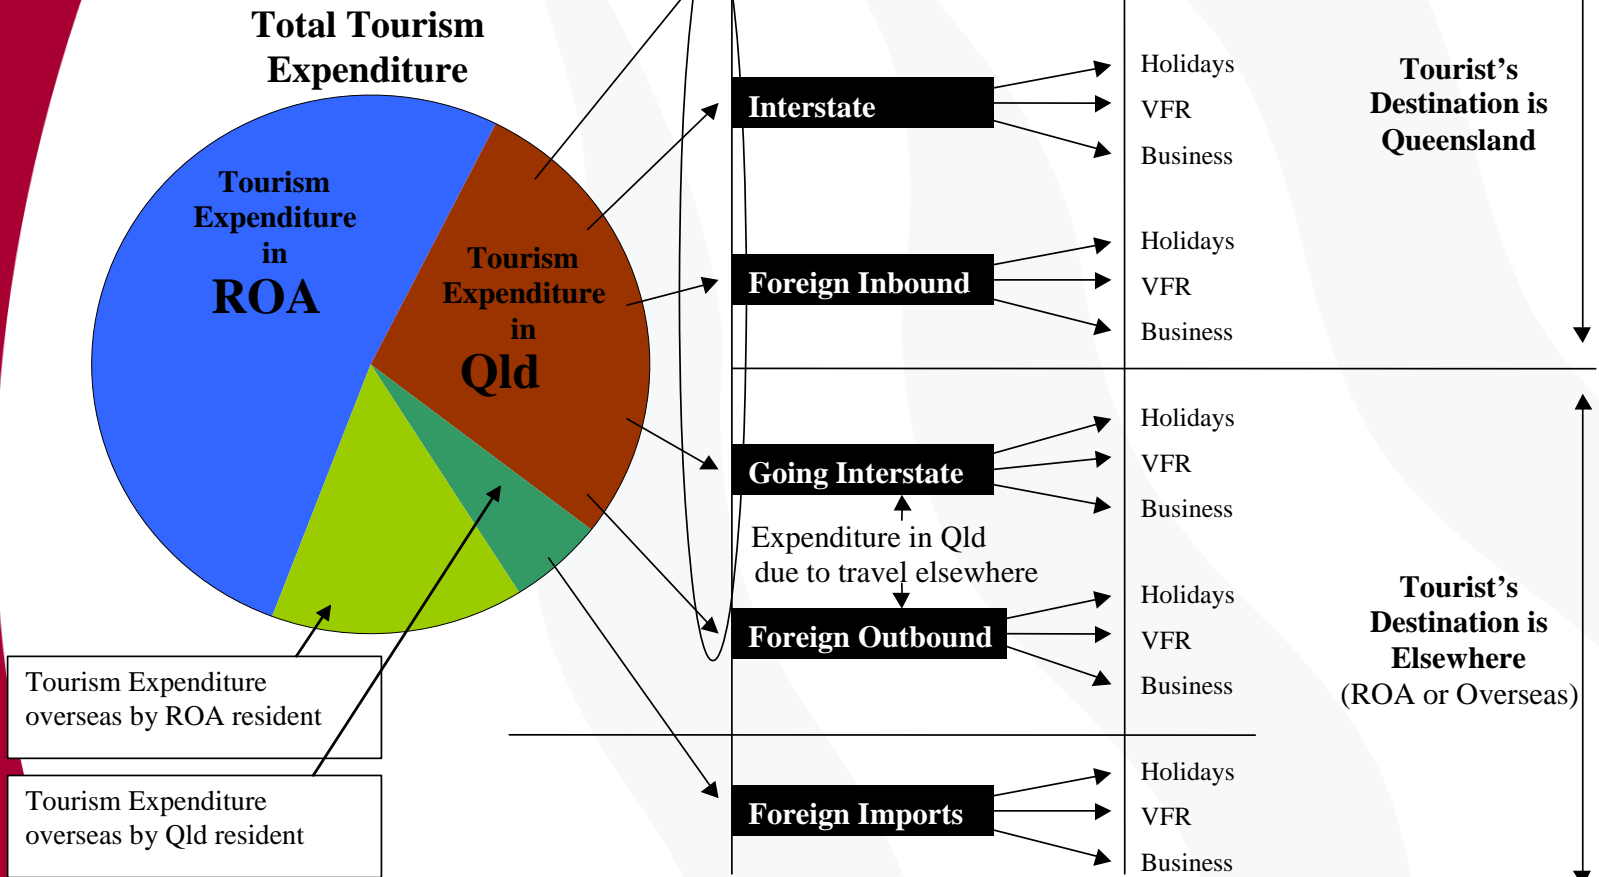 Total Tourism
Expenditure
Tourism
Expenditure
in
ROA
Tourism
Expenditure
in
Qld
Tourism Expenditure
overseas by ROA resident
Tourism Expenditure
overseas by Qld resident
Interstate
Holidays
VFR
Business
Foreign Inbound
Holidays
VFR
Business
Going Interstate
Holidays
VFR
Business
Expenditure in Qld
due to travel elsewhere
Foreign Outbound
Holidays
VFR
Business
Foreign Imports
Holidays
VFR
Business
Tourist’s
Destination is
Queensland
Tourist’s
Destination is
Elsewhere
(ROA or Overseas)